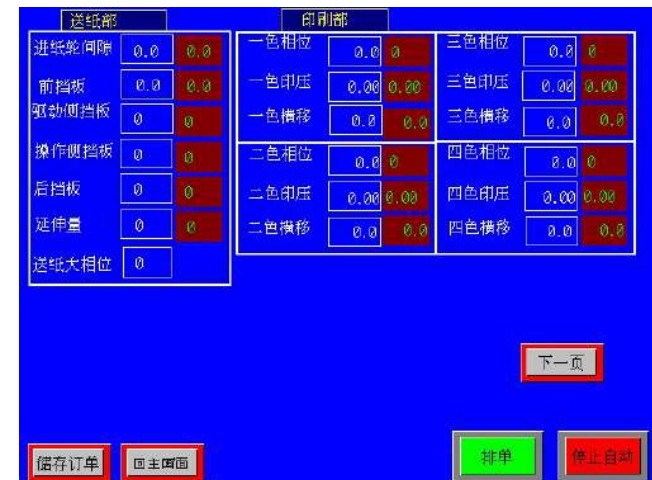 送纸部
印刷部
进纸轮间隙 0.0 0.0
前挡板 0.0 0.0
驱动侧挡板 0 0
操作侧挡板 0 0
后挡板 0 0
延伸量 0 0
送纸大相位 0
一色相位 0.0 0
一色印压 0.00 0.00
一色横移 0.0 0.0
三色相位 0.0 0
三色印压 0.00 0.00
三色横移 0.0 0.0
二色相位 0.0 0
二色印压 0.00 0.00
二色横移 0.0 0.0
四色相位 0.0 0
四色印压 0.00 0.00
四色横移 0.0 0.0
下一页
储存订单 回主画面 排单 停止自动